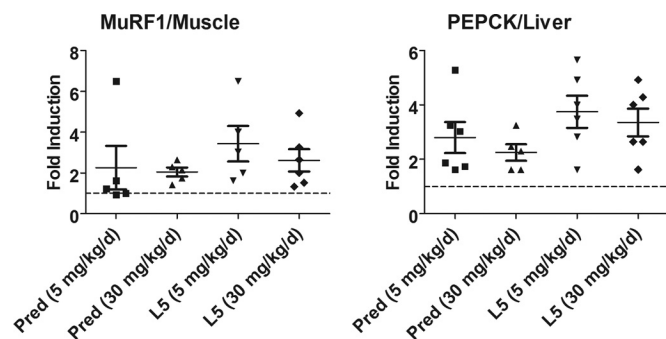 MuRF1/Muscle
Fold Induction
8
6
4
2
0
Pred (5 mg/kg/d)
Pred (30 mg/kg/d)
L5 (5 mg/kg/d)
L5 (30 mg/kg/d)
PEPCK/Liver
Fold Induction
6
4
2
0
Pred (5 mg/kg/d)
Pred (30 mg/kg/d)
L5 (5 mg/kg/d)
L5 (30 mg/kg/d)